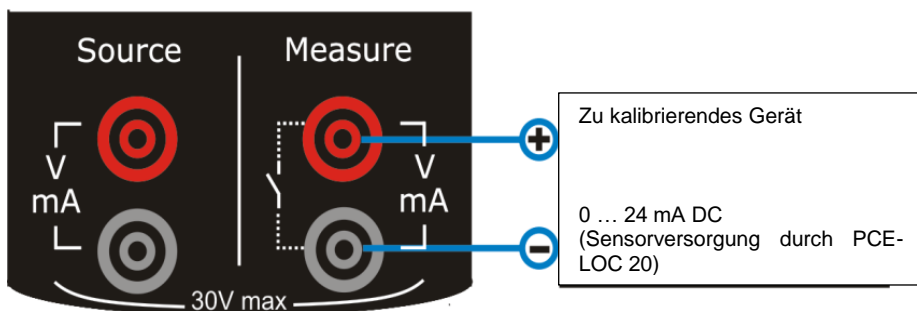 Source
Measure
V
mA
V
mA
30V max
+
−
Zu kalibrierendes Gerät
0 … 24 mA DC
(Sensorversorgung durch PCE-
LOC 20)